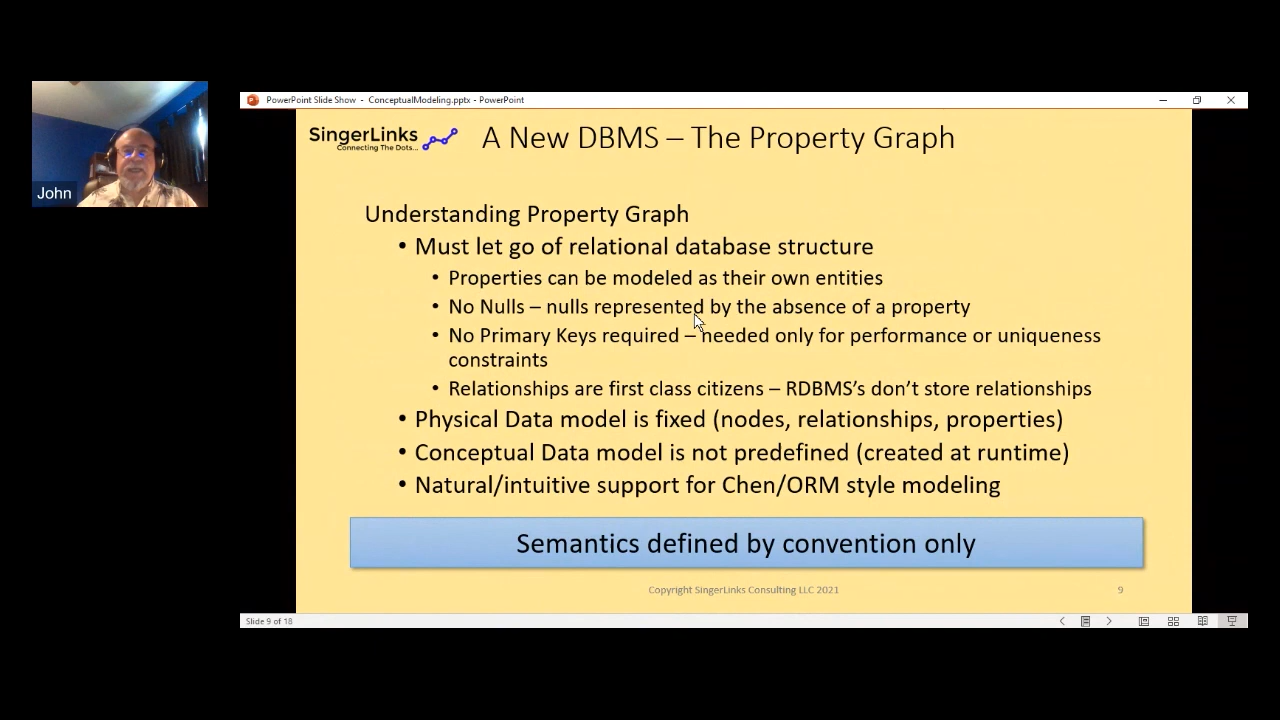 PowerPoint Slide Show - ConceptualModeling.pptx - PowerPoint
SingerLinks
Connecting The Dots...
A New DBMS – The Property Graph
John
Understanding Property Graph
• Must let go of relational database structure
• Properties can be modeled as their own entities
• No Nulls – nulls represented by the absence of a property
• No Primary Keys required – needed only for performance or uniqueness
constraints
• Relationships are first class citizens – RDBMS's don't store relationships
• Physical Data model is fixed (nodes, relationships, properties)
• Conceptual Data model is not predefined (created at runtime)
• Natural/intuitive support for Chen/ORM style modeling
Semantics defined by convention only
Copyright SingerLinks Consulting LLC 2021
9
Slide 9 of 18